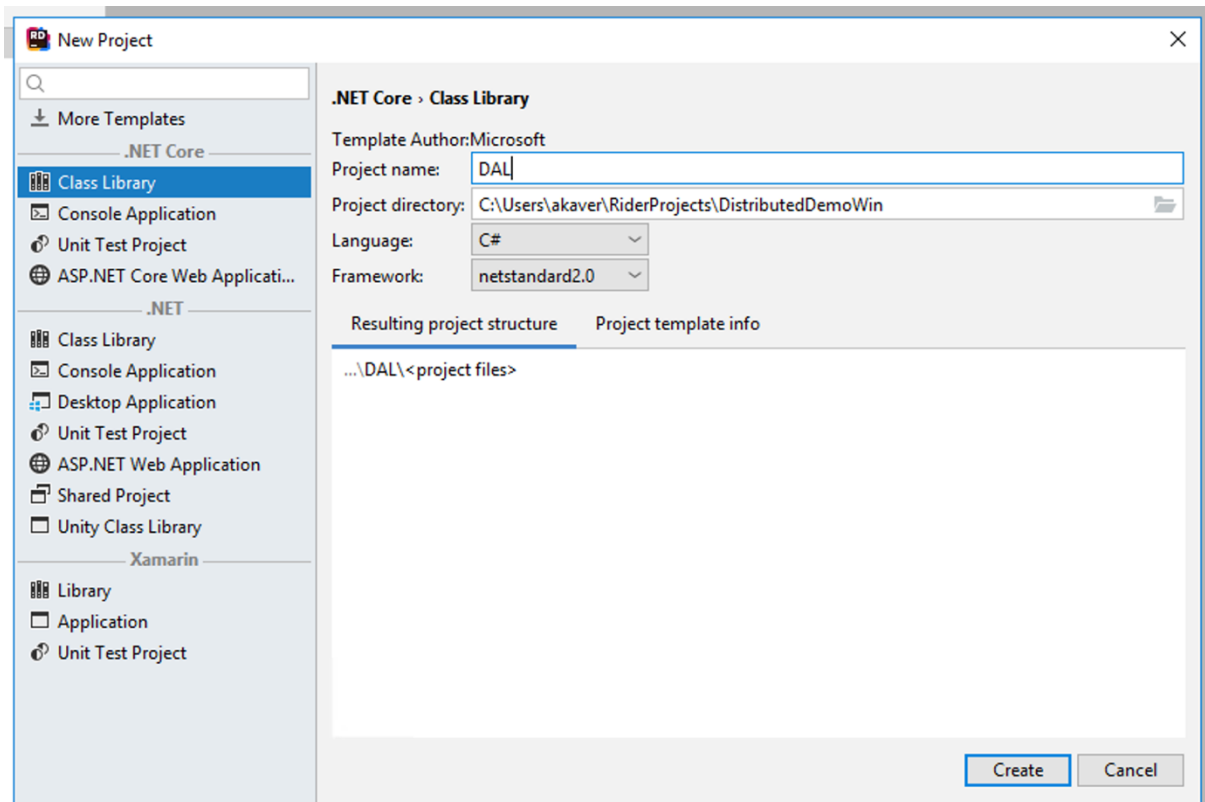 RD
New Project
More Templates
.NET Core
Class Library
Console Application
Unit Test Project
ASP.NET Core Web Applicati...
.NET
Class Library
Console Application
Desktop Application
Unit Test Project
ASP.NET Web Application
Shared Project
Unity Class Library
Xamarin
Library
Application
Unit Test Project
.NET Core › Class Library
Template Author:Microsoft
Project name: DAL
Project directory: C:\Users\akaver\RiderProjects\DistributedDemoWin
Language: C#
Framework: netstandard2.0
Resulting project structure Project template info
...\DAL\<project files>
Create Cancel